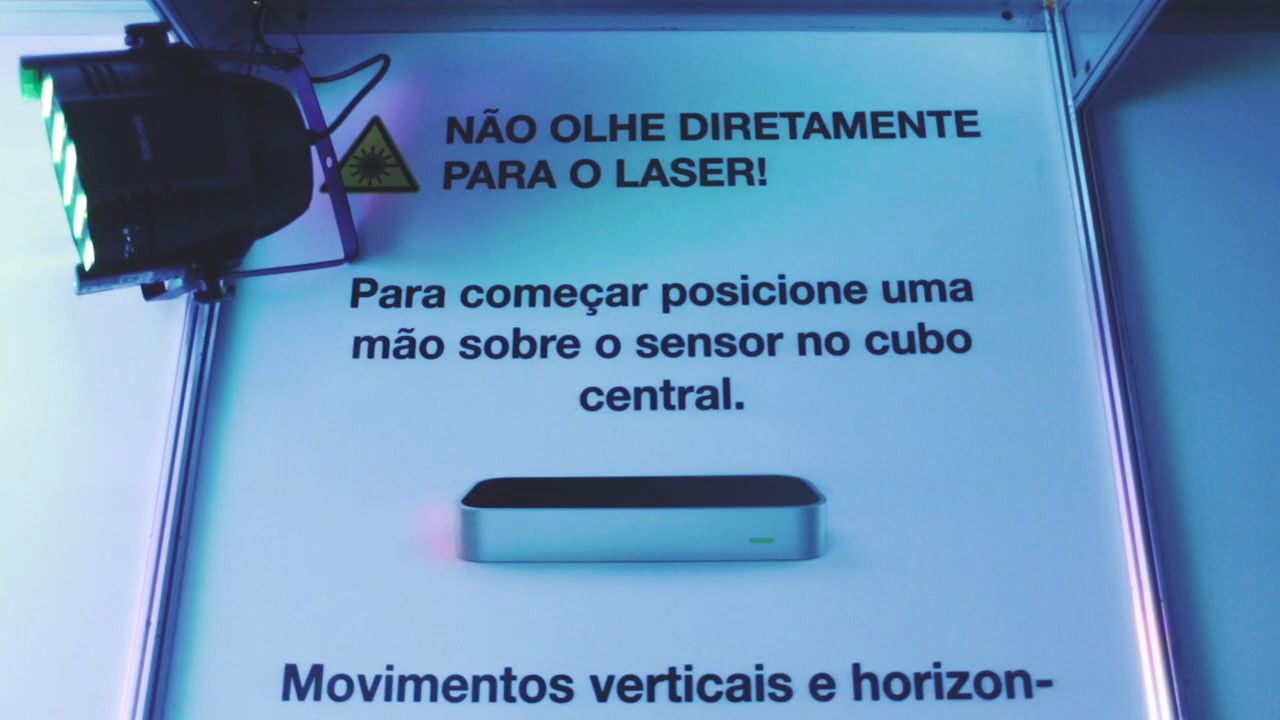 NÃO OLHE DIRETAMENTE
PARA O LASER!
Para começar posicione uma
mão sobre o sensor no cubo
central.
Movimentos verticais e horizon-